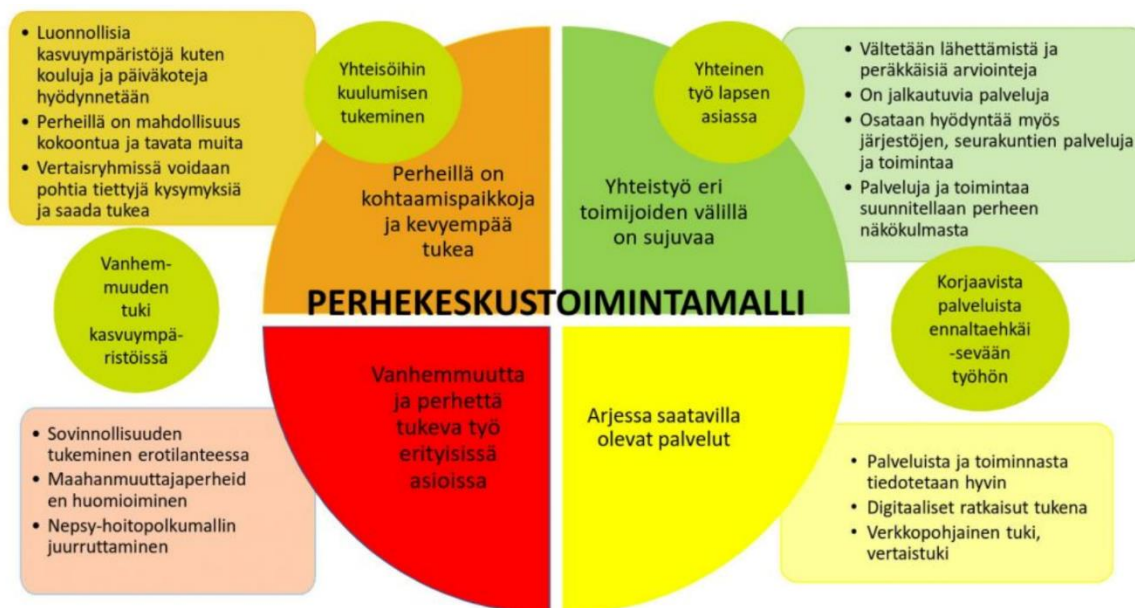 • Luonnollisia
kasvuympäristöjä kuten
kouluja ja päiväkoteja
hyödynnetään
• Perheillä on mahdollisuus
kokoontua ja tavata muita
• Vertaisryhmissä voidaan
pohtia tiettyjä kysymyksiä
ja saada tukea
Yhteisöihin
kuulumisen
tukeminen
Perheillä on
kohtaamispaikkoja
ja kevyempää
tukea
Yhteinen
työ lapsen
asiassa
Yhteistyö eri
toimijoiden välillä
on sujuvaa
• Vältetään lähettämistä ja
peräkkäisiä arviointeja
• On jalkautuvia palveluja
• Osataan hyödyntää myös
järjestöjen, seurakuntien palveluja
ja toimintaa
• Palveluja ja toimintaa
suunnitellaan perheen
näkökulmasta
Vanhem-
muuden
tuki
kasvuympä-
ristöissä
PERHEKESKUSTOIMINTAMALLI
Korjaavista
palveluista
ennaltaehkäi
-sevään
työhön
• Sovinnollisuuden
tukeminen erotilanteessa
• Maahanmuuttajaperheid
en huomioiminen
• Nepsy-hoitopolkumallin
juurruttaminen
Vanhemmuutta
ja perhettä
tukeva työ
erityisissä
asioissa
Arjessa saatavilla
olevat palvelut
• Palveluista ja toiminnasta
tiedotetaan hyvin
• Digitaaliset ratkaisut tukena
• Verkkopohjainen tuki,
vertaistuki